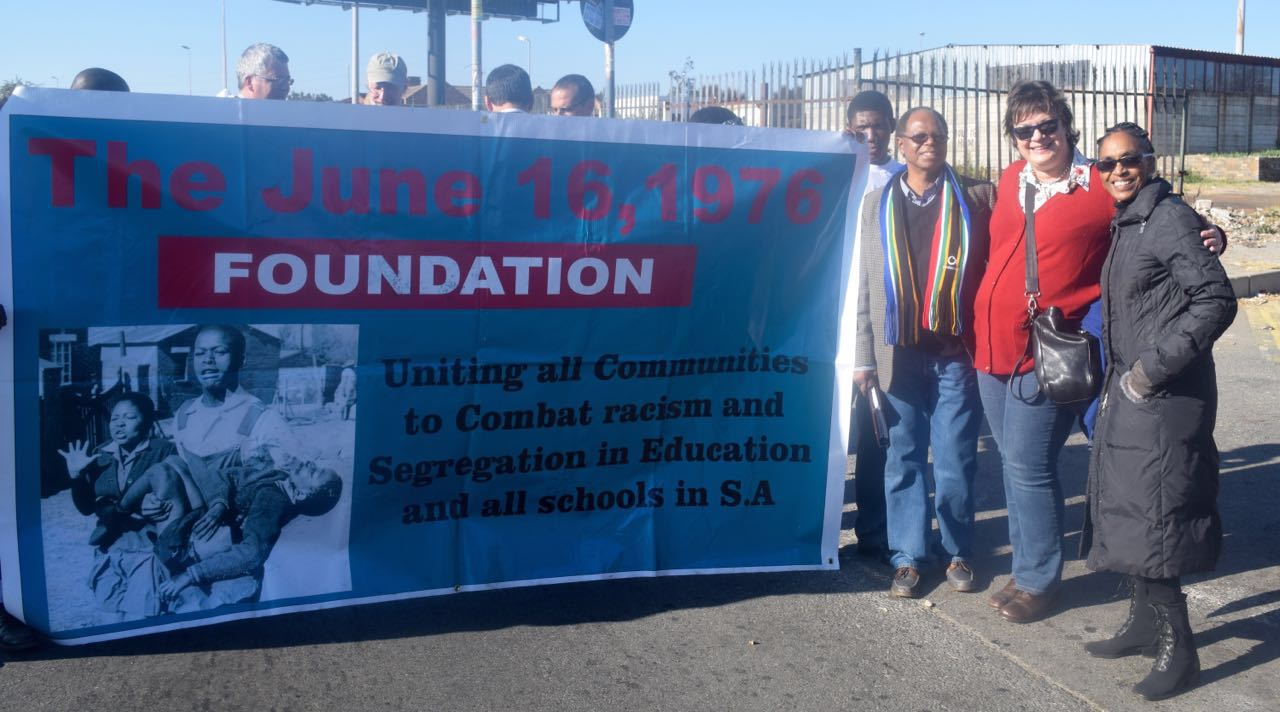 The June 16,1976
FOUNDATION
Uniting all Communities
to Combat racism and
Segregation in Education
and all schools in S.A